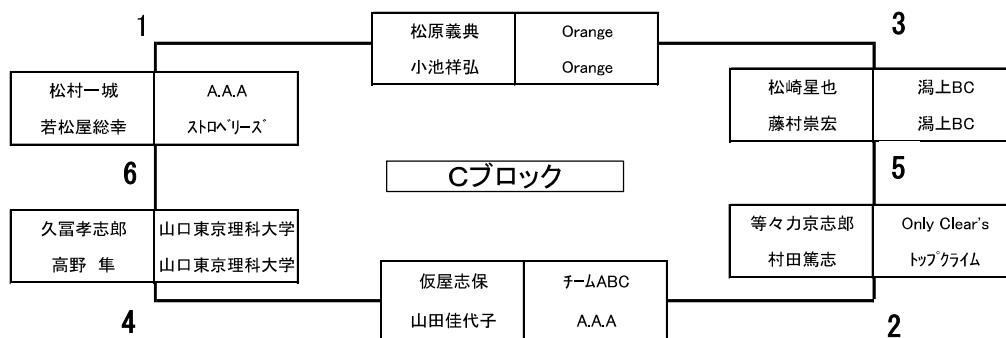 1
松原義典 Orange
小池祥弘 Orange
3
松村一城 A.A.A
若松屋総幸 ｽﾄﾛﾍﾞﾘｰｽﾞ
松崎星也 潟上BC
藤村崇宏 潟上BC
6
Cブロック
5
久冨孝志郎 山口東京理科大学
高野 隼 山口東京理科大学
等々力京志郎 Only Clear's
村田篤志 ﾄｯﾌﾟｸﾗｲﾑ
仮屋志保 ﾁｰﾑABC
山田佳代子 A.A.A
4
2